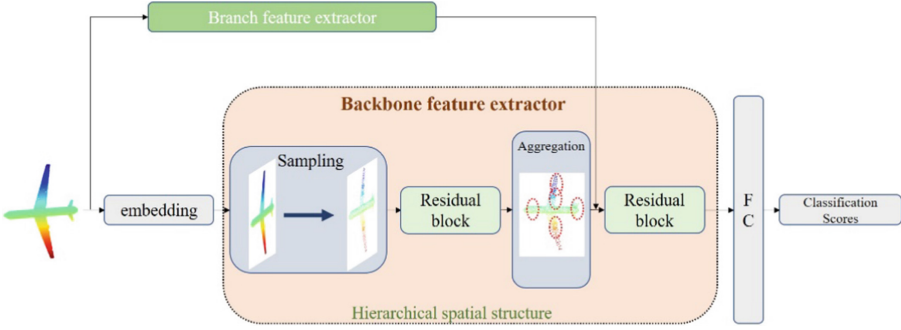 Branch feature extractor
Backbone feature extractor
Sampling
Aggregation
embedding
Residual
block
Residual
block
F
C
Classification
Scores
Hierarchical spatial structure